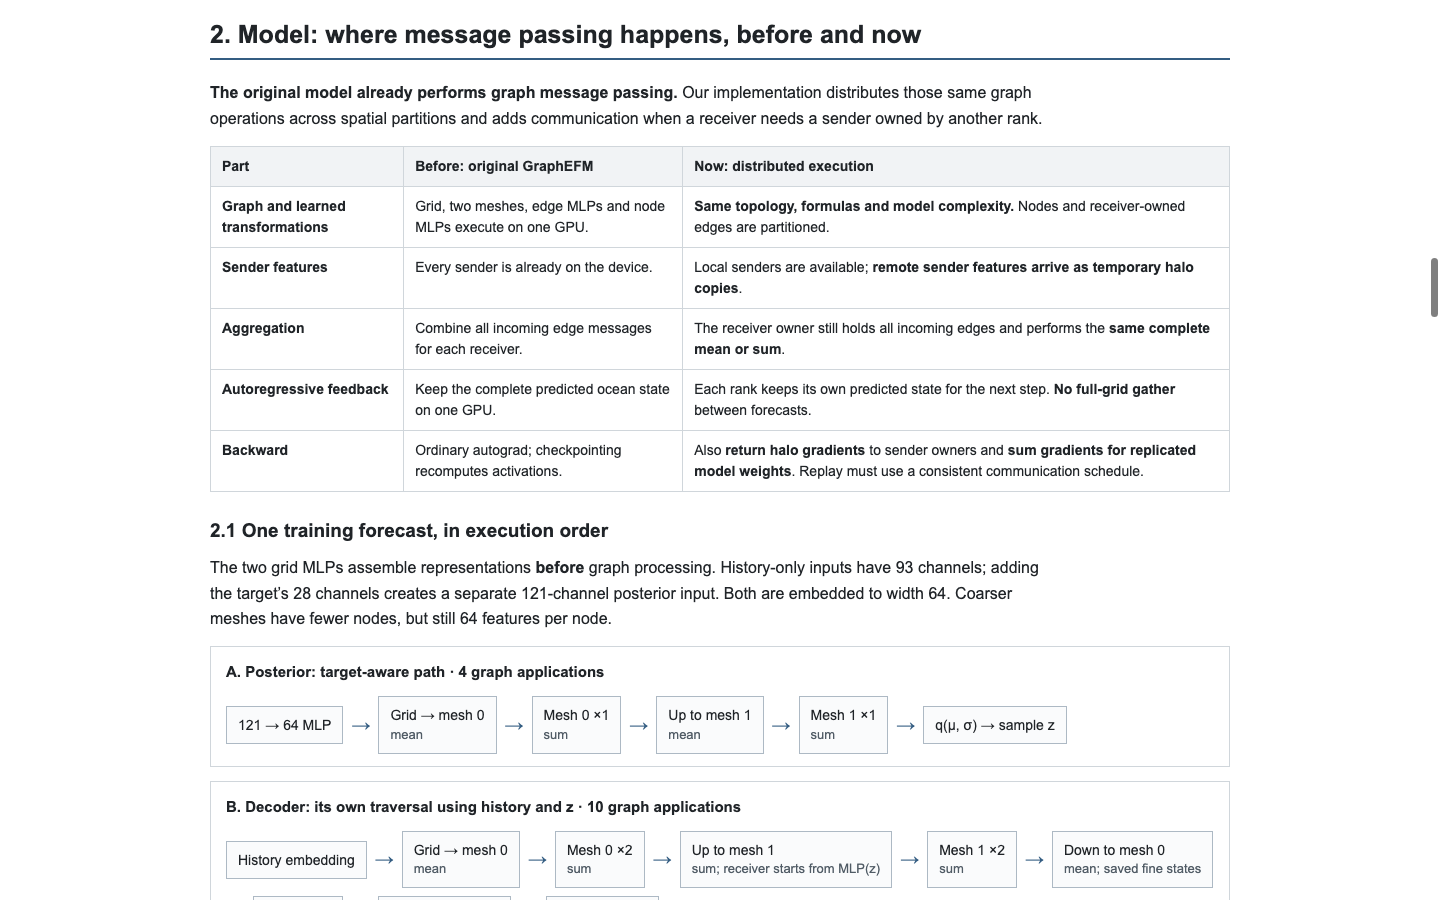 2. Model: where message passing happens, before and now
The original model already performs graph message passing. Our implementation distributes those same graph
operations across spatial partitions and adds communication when a receiver needs a sender owned by another rank.
Part
Before: original GraphEFM
Now: distributed execution
Graph and learned
transformations
Grid, two meshes, edge MLPs and node
MLPs execute on one GPU.
Same topology, formulas and model complexity. Nodes and receiver-owned
edges are partitioned.
Sender features
Every sender is already on the device.
Local senders are available; remote sender features arrive as temporary halo
copies.
Aggregation
Combine all incoming edge messages
for each receiver.
The receiver owner still holds all incoming edges and performs the same complete
mean or sum.
Autoregressive feedback
Keep the complete predicted ocean state
on one GPU.
Each rank keeps its own predicted state for the next step. No full-grid gather
between forecasts.
Backward
Ordinary autograd; checkpointing
recomputes activations.
Also return halo gradients to sender owners and sum gradients for replicated
model weights. Replay must use a consistent communication schedule.
2.1 One training forecast, in execution order
The two grid MLPs assemble representations before graph processing. History-only inputs have 93 channels; adding
the target's 28 channels creates a separate 121-channel posterior input. Both are embedded to width 64. Coarser
meshes have fewer nodes, but still 64 features per node.
A. Posterior: target-aware path · 4 graph applications
121 → 64 MLP
→
Grid → mesh 0
mean
→
Mesh 0 ×1
sum
→
Up to mesh 1
mean
→
Mesh 1 ×1
sum
→
q(μ, σ) → sample z
B. Decoder: its own traversal using history and z · 10 graph applications
History embedding
→
Grid → mesh 0
mean
→
Mesh 0 ×2
sum
→
Up to mesh 1
sum; receiver starts from MLP(z)
→
Mesh 1 ×2
sum
→
Down to mesh 0
mean; saved fine states